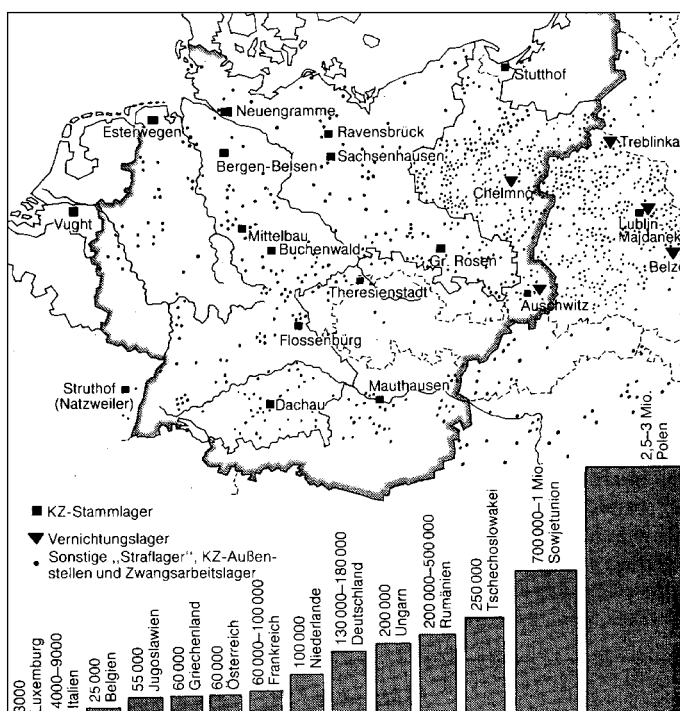 Stutthof
Neuengramme
Esterwegen
Ravensbrück
Treblinka
Bergen-Belsen
Sachsenhausen
Chelmno
Vught
Lublin
Majdanek
Mittelbau
Buchenwald
Gr. Rosen
Belze
Theresienstadt
Auschwitz
Flossenbürg
Struthof
(Natzweiler)
Mauthausen
Dachau
KZ-Stammlager
Vernichtungslager
Sonstige „Straflager", KZ-Außen-
stellen und Zwangsarbeitslager
3000
Luxemburg
4000–9000
Italien
25 000
Belgien
55 000
Jugoslawien
60 000
Griechenland
60 000
Österreich
60 000–100 000
Frankreich
100 000
Niederlande
130 000–180 000
Deutschland
200 000
Ungarn
200 000–500 000
Rumänien
250 000
Tschechoslowakei
700 000–1 Mio.
Sowjetunion
2,5–3 Mio.
Polen